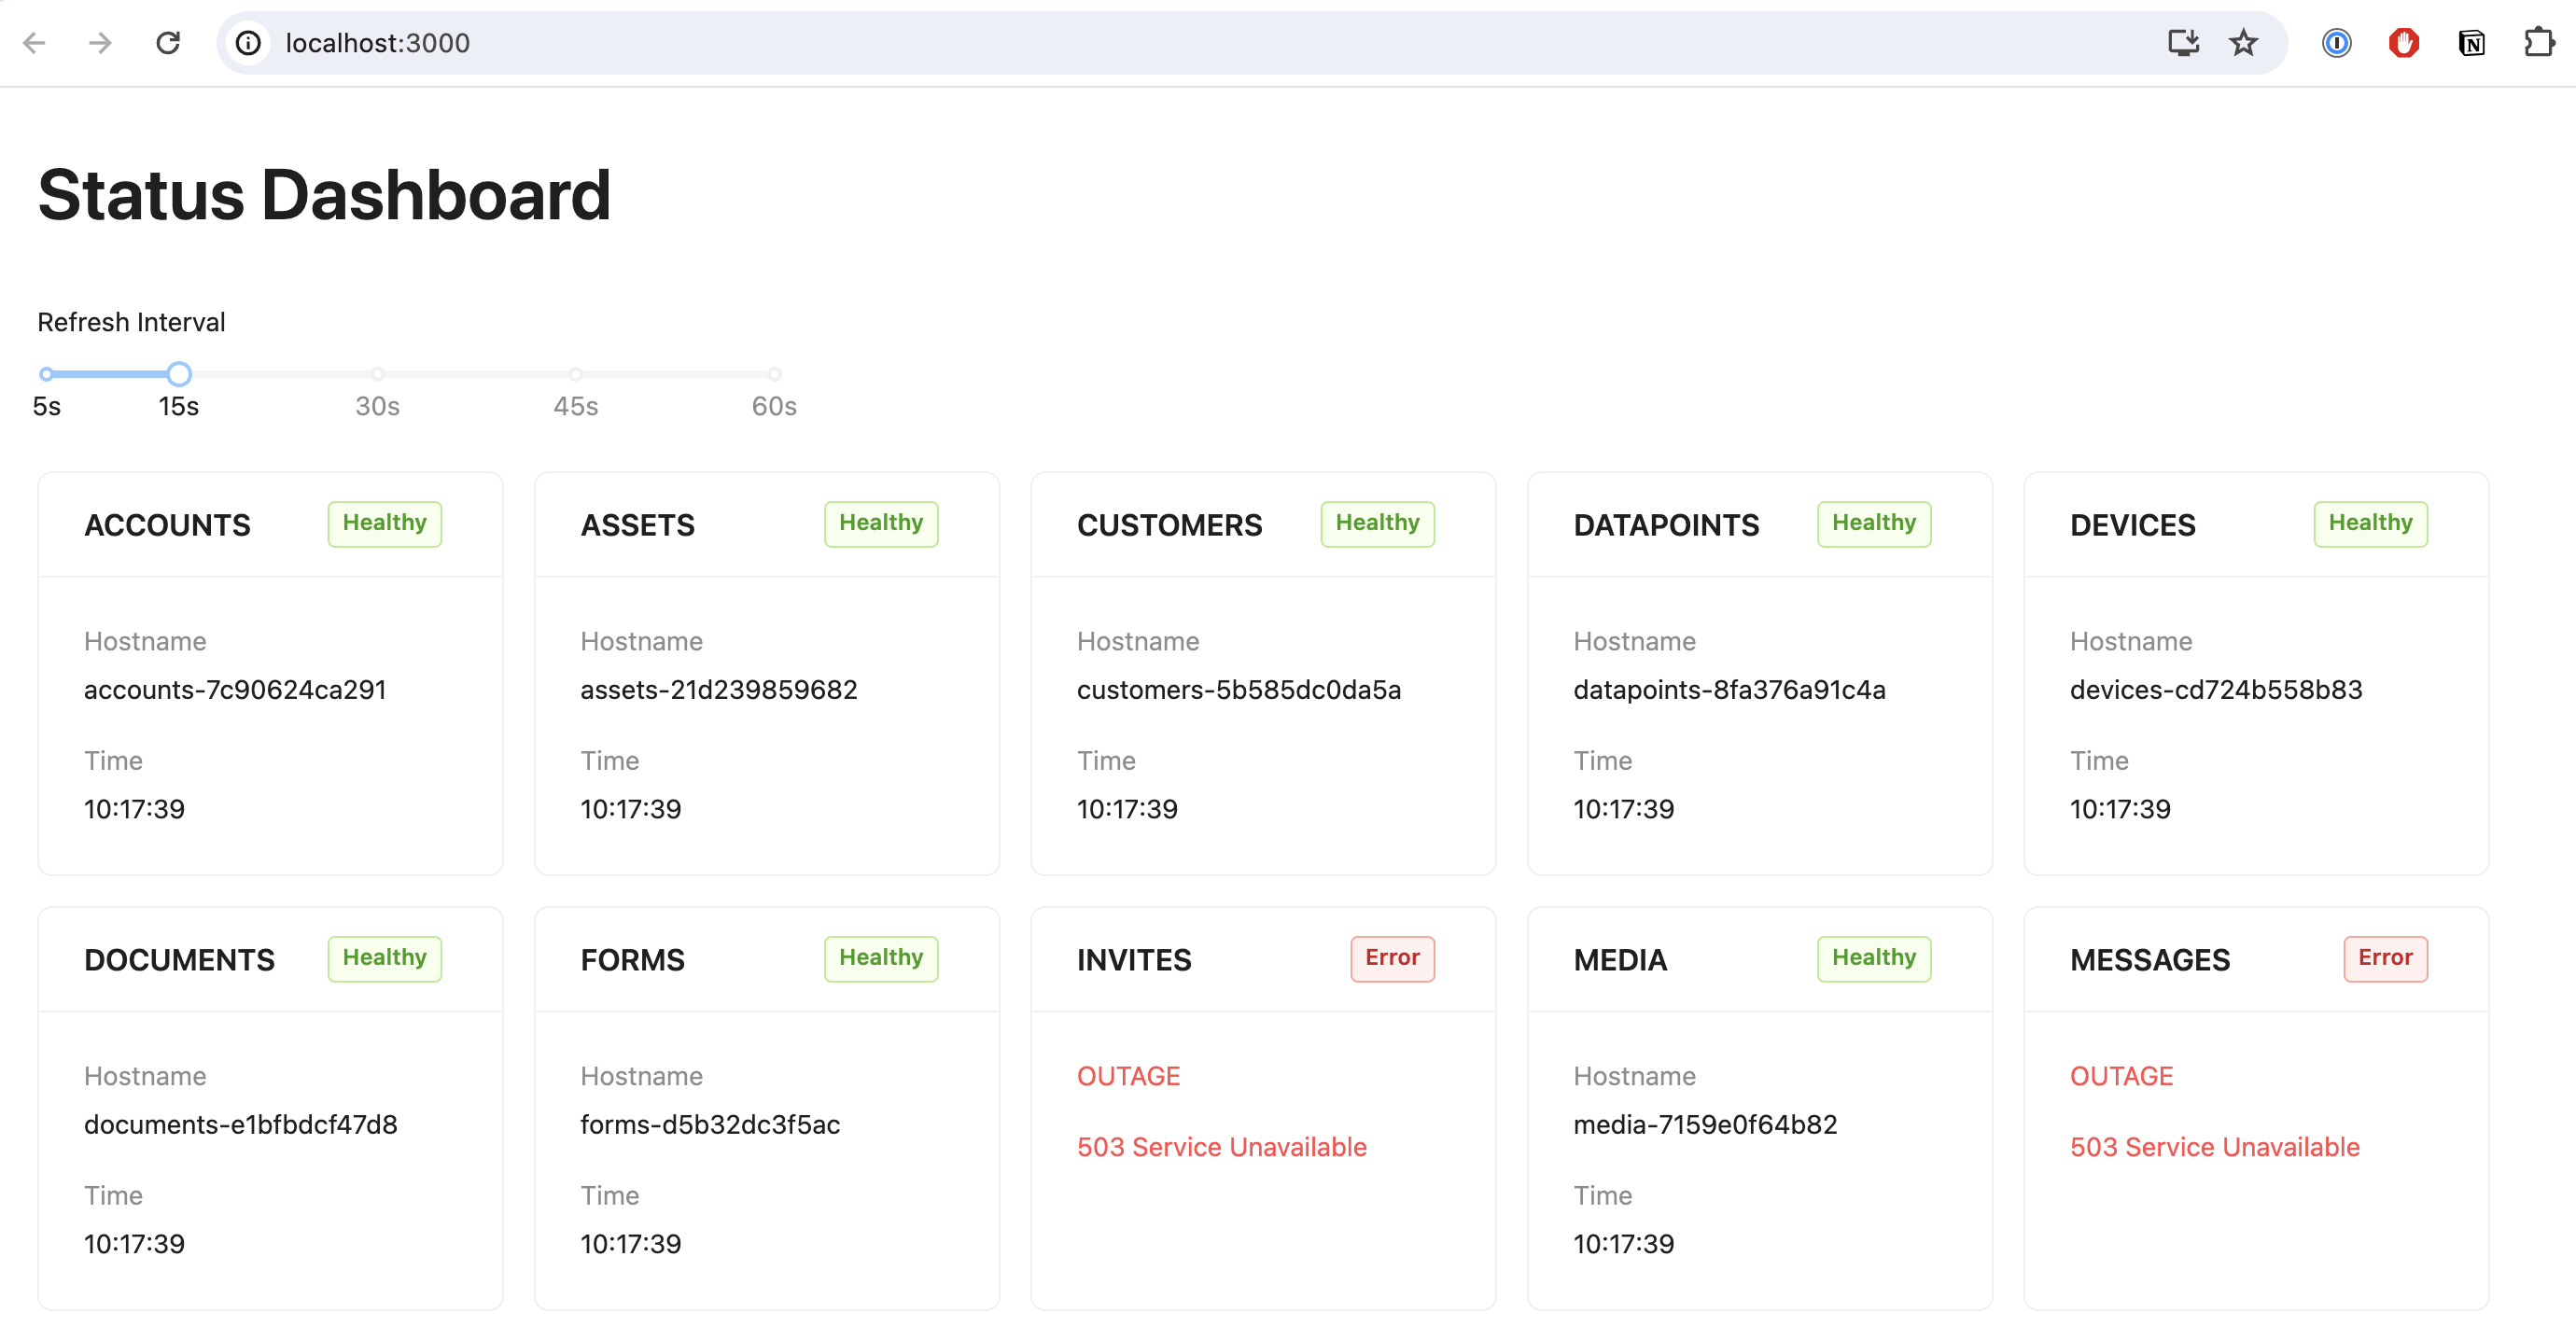 localhost:3000
Status Dashboard
Refresh Interval
5s 15s 30s 45s 60s
ACCOUNTS Healthy
Hostname
accounts-7c90624ca291
Time
10:17:39
ASSETS Healthy
Hostname
assets-21d239859682
Time
10:17:39
CUSTOMERS Healthy
Hostname
customers-5b585dc0da5a
Time
10:17:39
DATAPOINTS Healthy
Hostname
datapoints-8fa376a91c4a
Time
10:17:39
DEVICES Healthy
Hostname
devices-cd724b558b83
Time
10:17:39
DOCUMENTS Healthy
Hostname
documents-e1bfbdcf47d8
Time
10:17:39
FORMS Healthy
Hostname
forms-d5b32dc3f5ac
Time
10:17:39
INVITES Error
OUTAGE
503 Service Unavailable
MEDIA Healthy
Hostname
media-7159e0f64b82
Time
10:17:39
MESSAGES Error
OUTAGE
503 Service Unavailable